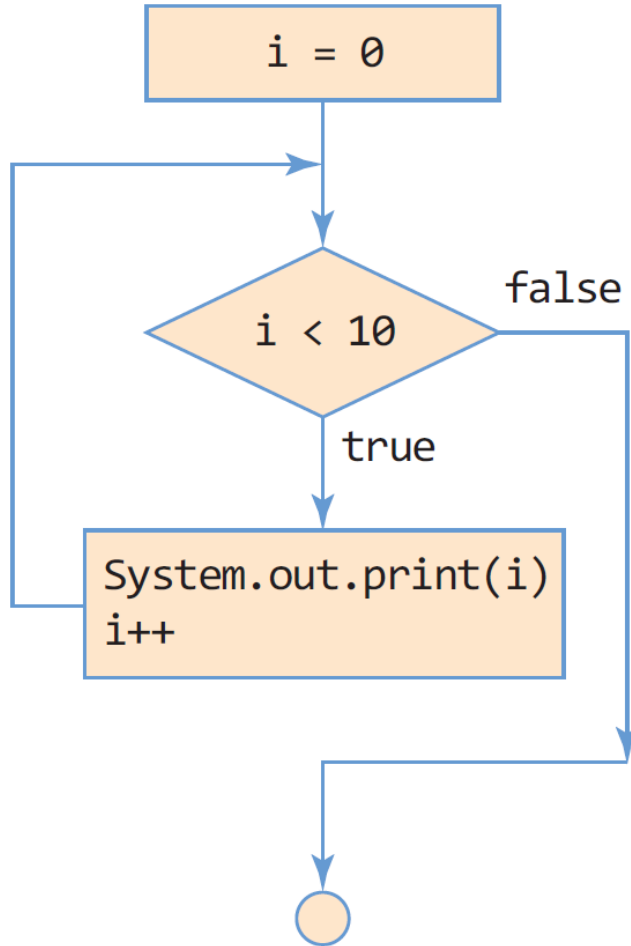 i = 0
i < 10
false
true
System.out.print(i)
i++